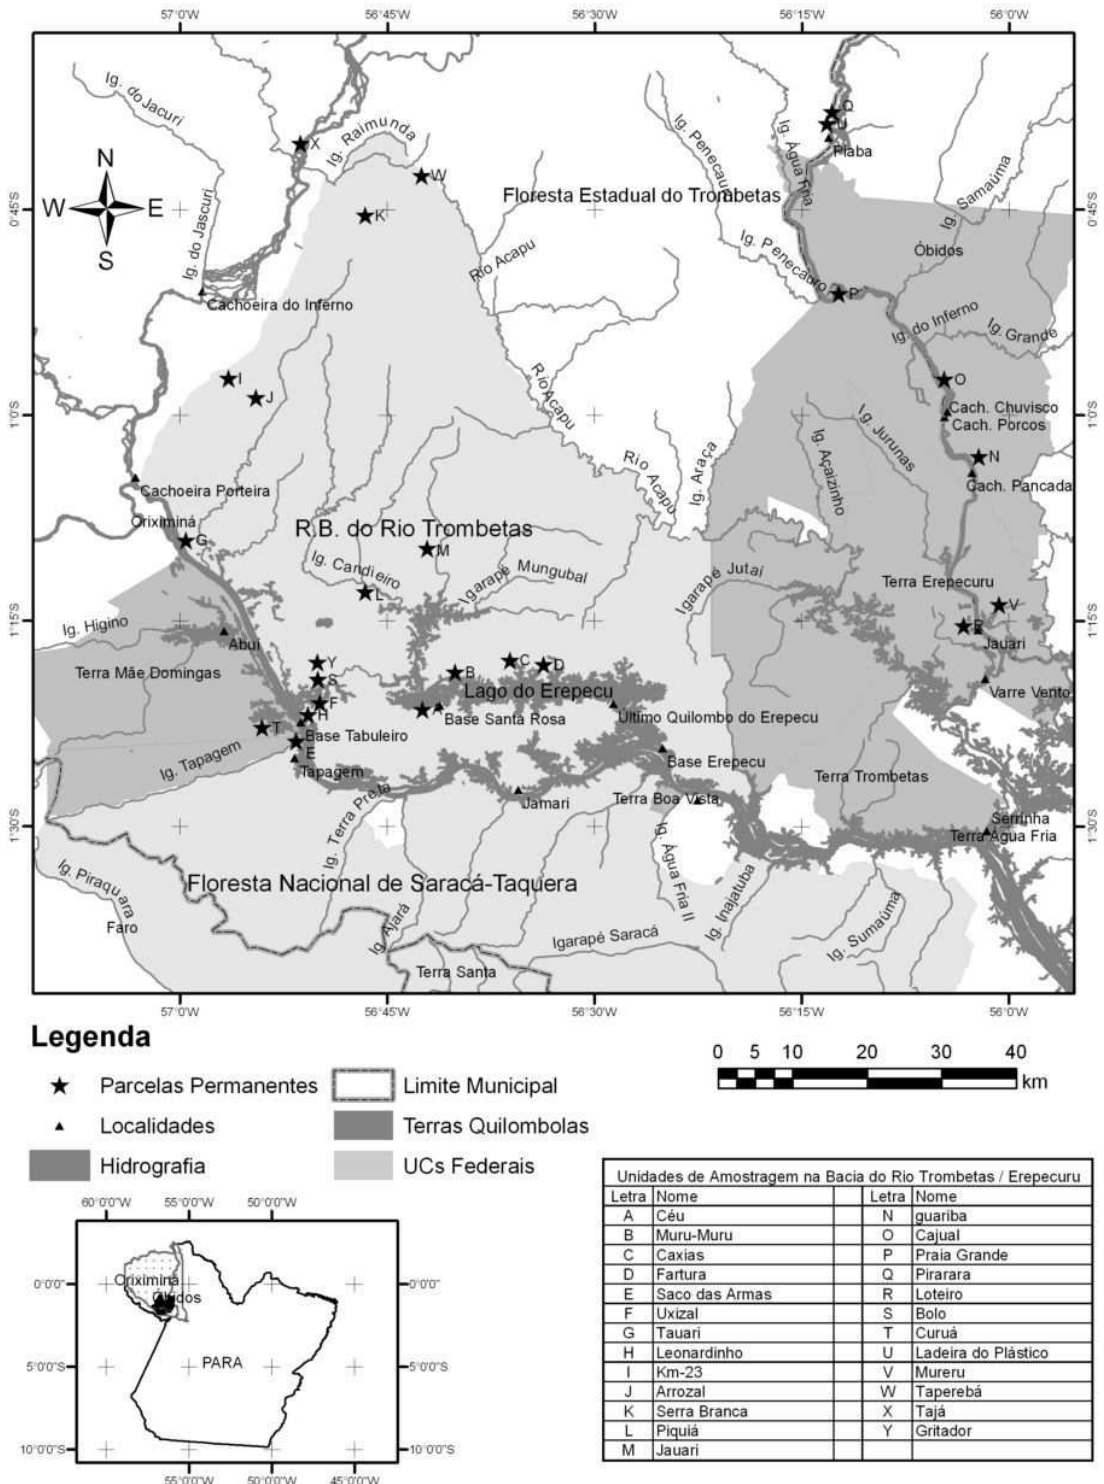 57°0'W 56°45'W 56°30'W 56°15'W 56°0'W
Ig. do Jacuri
Ig. Raimunda
X
W
K
N
W E
S
0°45'S
Ig. do Jascuri
Cachoeira do Inferno
Floresta Estadual do Trombetas
Rio Acapu
Ig. Penecauro
Ig. Água Fria
Q
U
Piaba
Ig. Samaúma
0°45'S
Óbidos
Ig. Penecauro
P
Ig. do Inferno
Ig. Grande
I
J
Rio Acapu
O
1°0'S
1°0'S
Cach. Chuvisco
Cach. Porcos
Ig. Jurunas
Ig. Açaizinho
Ig. Araça
Rio Acapu
N
Cach. Pancada
Cachoeira Porteira
Oriximiná
G
R.B. do Rio Trombetas
M
Ig. Candieiro
L
Igarapé Mungubal
Igarapé Jutaí
Terra Erepecuru
V
R
Jauari
1°15'S
1°15'S
Ig. Higino
Abuí
Terra Mãe Domingas
Y
S
F
H
T
E
Base Tabuleiro
Tapagem
Ig. Tapagem
B
C
D
A
Lago do Erepecu
Base Santa Rosa
Último Quilombo do Erepecu
Base Erepecu
Varre Vento
Terra Trombetas
Jamari
Terra Boa Vista
Serrinha
Terra Água Fria
1°30'S
1°30'S
Ig. Terra Preta
Ig. Água Fria II
Ig. Inajatuba
Ig. Sumaúma
Ig. Piraquara
Faro
Floresta Nacional de Saracá-Taquera
Ig. Ajará
Igarapé Saracá
Terra Santa
57°0'W 56°45'W 56°30'W 56°15'W 56°0'W
Legenda
Parcelas Permanentes
Limite Municipal
Localidades
Terras Quilombolas
Hidrografia
UCs Federais
0 5 10 20 30 40
km
60°0'0"W 55°0'0"W 50°0'0"W
Oriximiná
Óbidos
PARA
0°0'0" 0°0'0"S
5°0'0"S 5°0'0"S
10°0'0"S 10°0'0"S
55°0'0"W 50°0'0"W 45°0'0"W
Unidades de Amostragem na Bacia do Rio Trombetas / Erepecuru
Letra Nome Letra Nome
A Céu N guariba
B Muru-Muru O Cajual
C Caxias P Praia Grande
D Fartura Q Pirarara
E Saco das Armas R Loteiro
F Uxizal S Bolo
G Tauari T Curuá
H Leonardinho U Ladeira do Plástico
I Km-23 V Mureru
J Arrozal W Taperebá
K Serra Branca X Tajá
L Piquiá Y Gritador
M Jauari